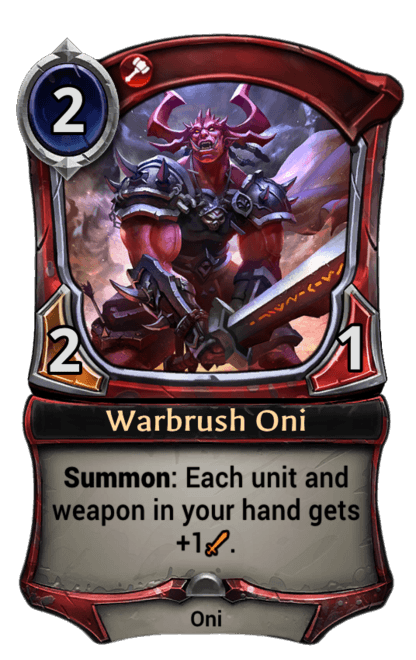 2
2
1
Warbrush Oni
Summon: Each unit and
weapon in your hand gets
+1.
Oni